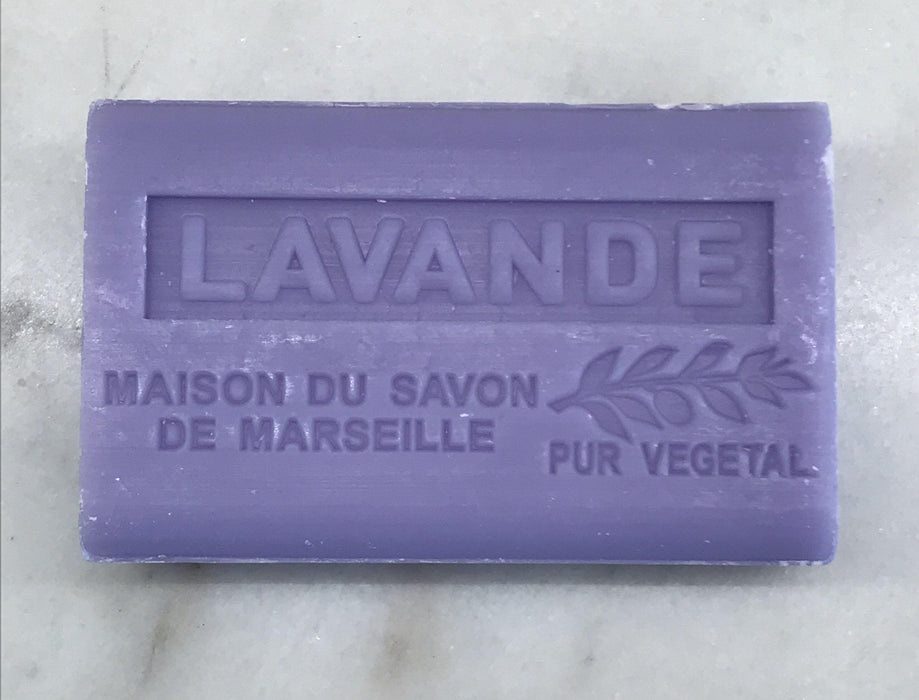 LAVANDE
MAISON DU SAVON
DE MARSEILLE
PUR VEGETAL